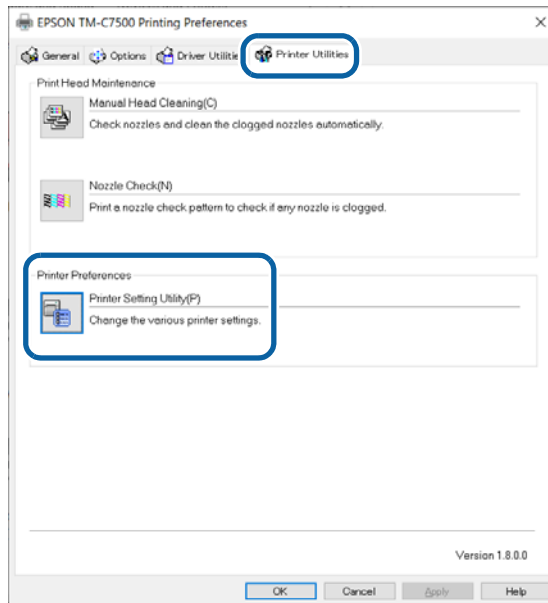 EPSON TM-C7500 Printing Preferences
General Options Driver Utilitie Printer Utilities
Print Head Maintenance
Manual Head Cleaning(C)
Check nozzles and clean the clogged nozzles automatically.
Nozzle Check(N)
Print a nozzle check pattern to check if any nozzle is clogged.
Printer Preferences
Printer Setting Utility(P)
Change the various printer settings.
Version 1.8.0.0
OK Cancel Apply Help